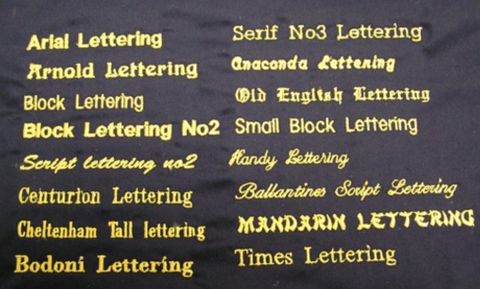 Arial Lettering
Arnold Lettering
Block Lettering
Block Lettering No2
Script lettering no2
Centurion Lettering
Cheltenham Tall lettering
Bodoni Lettering
Serif No3 Lettering
Anaconda Lettering
Old English Lettering
Small Block Lettering
Handy Lettering
Ballantines Script Lettering
MANDARIN LETTERING
Times Lettering